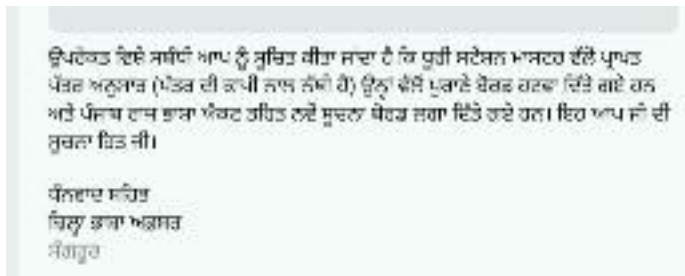 ਉਪਰੋਕਤ ਵਿਸ਼ੇ ਸਬੰਧੀ ਆਪ ਨੂੰ ਸੂਚਿਤ ਕੀਤਾ ਜਾਂਦਾ ਹੈ ਕਿ ਧੂਰੀ ਸਟੇਸ਼ਨ ਮਾਸਟਰ ਵੱਲੋਂ ਪ੍ਰਾਪਤ
ਪੱਤਰ ਅਨੁਸਾਰ (ਪੱਤਰ ਦੀ ਕਾਪੀ ਨਾਲ ਨੱਥੀ ਹੈ) ਉਨ੍ਹਾਂ ਵੱਲੋਂ ਪੁਰਾਣੇ ਬੋਰਡ ਹਟਵਾ ਦਿੱਤੇ ਗਏ ਹਨ
ਅਤੇ ਪੰਜਾਬ ਰਾਜ ਭਾਸ਼ਾ ਐਕਟ ਤਹਿਤ ਨਵੇਂ ਸੂਚਨਾ ਬੋਰਡ ਲਗਾ ਦਿੱਤੇ ਗਏ ਹਨ। ਇਹ ਆਪ ਜੀ ਦੀ
ਸੂਚਨਾ ਹਿਤ ਜੀ।
ਧੰਨਵਾਦ ਸਹਿਤ
ਜ਼ਿਲ੍ਹਾ ਭਾਸ਼ਾ ਅਫ਼ਸਰ
ਸੰਗਰੂਰ